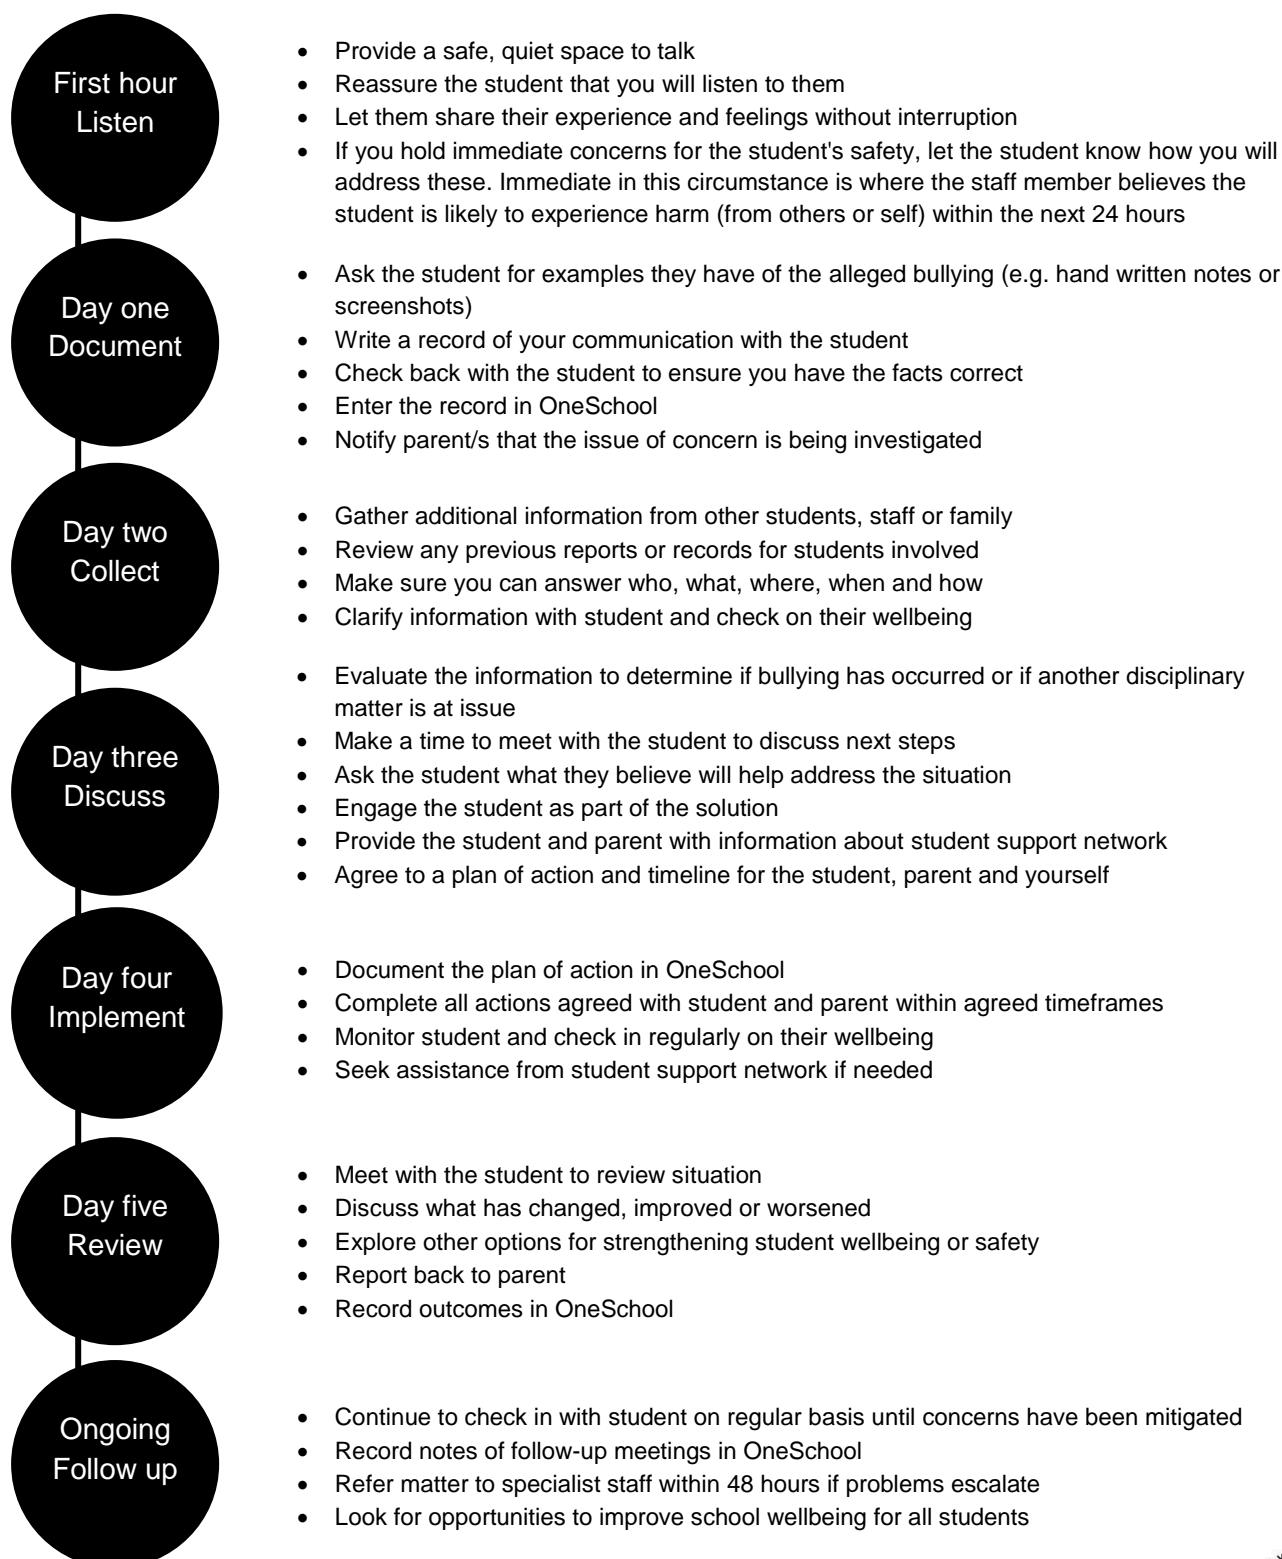 First hour
Listen
• Provide a safe, quiet space to talk
• Reassure the student that you will listen to them
• Let them share their experience and feelings without interruption
• If you hold immediate concerns for the student's safety, let the student know how you will
address these. Immediate in this circumstance is where the staff member believes the
student is likely to experience harm (from others or self) within the next 24 hours
Day one
Document
• Ask the student for examples they have of the alleged bullying (e.g. hand written notes or
screenshots)
• Write a record of your communication with the student
• Check back with the student to ensure you have the facts correct
• Enter the record in OneSchool
• Notify parent/s that the issue of concern is being investigated
Day two
Collect
• Gather additional information from other students, staff or family
• Review any previous reports or records for students involved
• Make sure you can answer who, what, where, when and how
• Clarify information with student and check on their wellbeing
Day three
Discuss
• Evaluate the information to determine if bullying has occurred or if another disciplinary
matter is at issue
• Make a time to meet with the student to discuss next steps
• Ask the student what they believe will help address the situation
• Engage the student as part of the solution
• Provide the student and parent with information about student support network
• Agree to a plan of action and timeline for the student, parent and yourself
Day four
Implement
• Document the plan of action in OneSchool
• Complete all actions agreed with student and parent within agreed timeframes
• Monitor student and check in regularly on their wellbeing
• Seek assistance from student support network if needed
Day five
Review
• Meet with the student to review situation
• Discuss what has changed, improved or worsened
• Explore other options for strengthening student wellbeing or safety
• Report back to parent
• Record outcomes in OneSchool
Ongoing
Follow up
• Continue to check in with student on regular basis until concerns have been mitigated
• Record notes of follow-up meetings in OneSchool
• Refer matter to specialist staff within 48 hours if problems escalate
• Look for opportunities to improve school wellbeing for all students